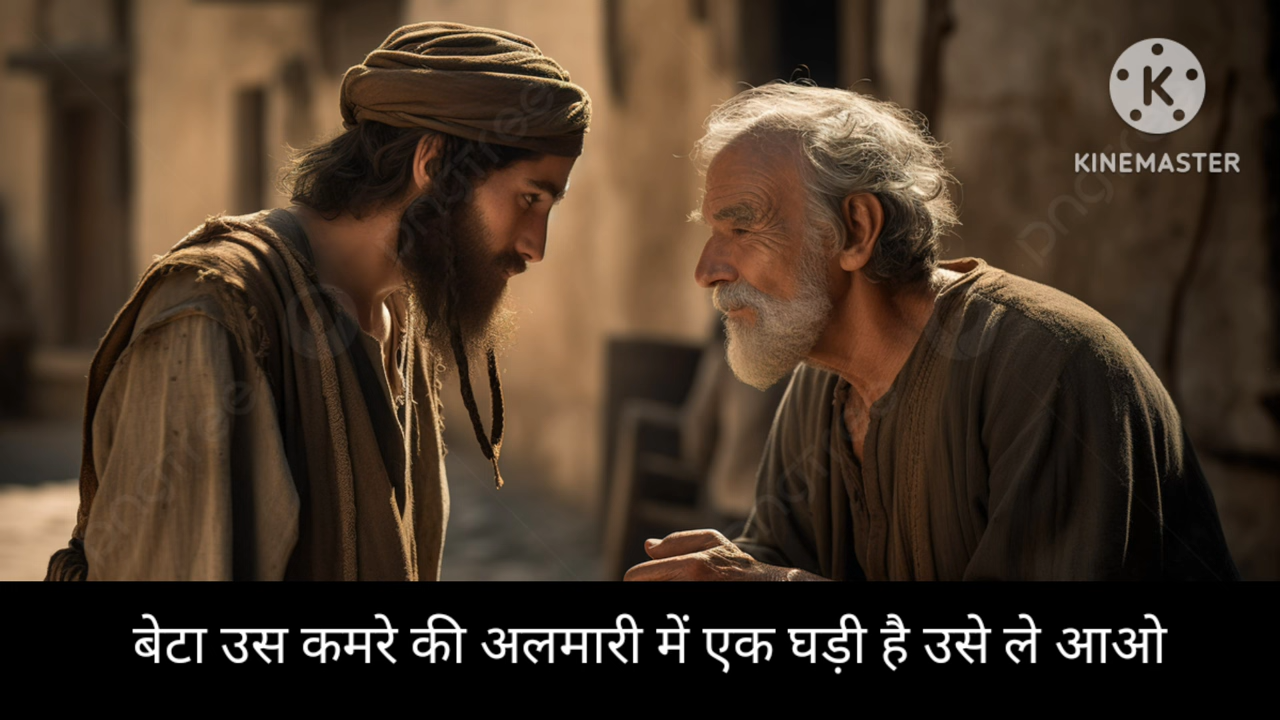 KINEMASTER
बेटा उस कमरे की अलमारी में एक घड़ी है उसे ले आओ